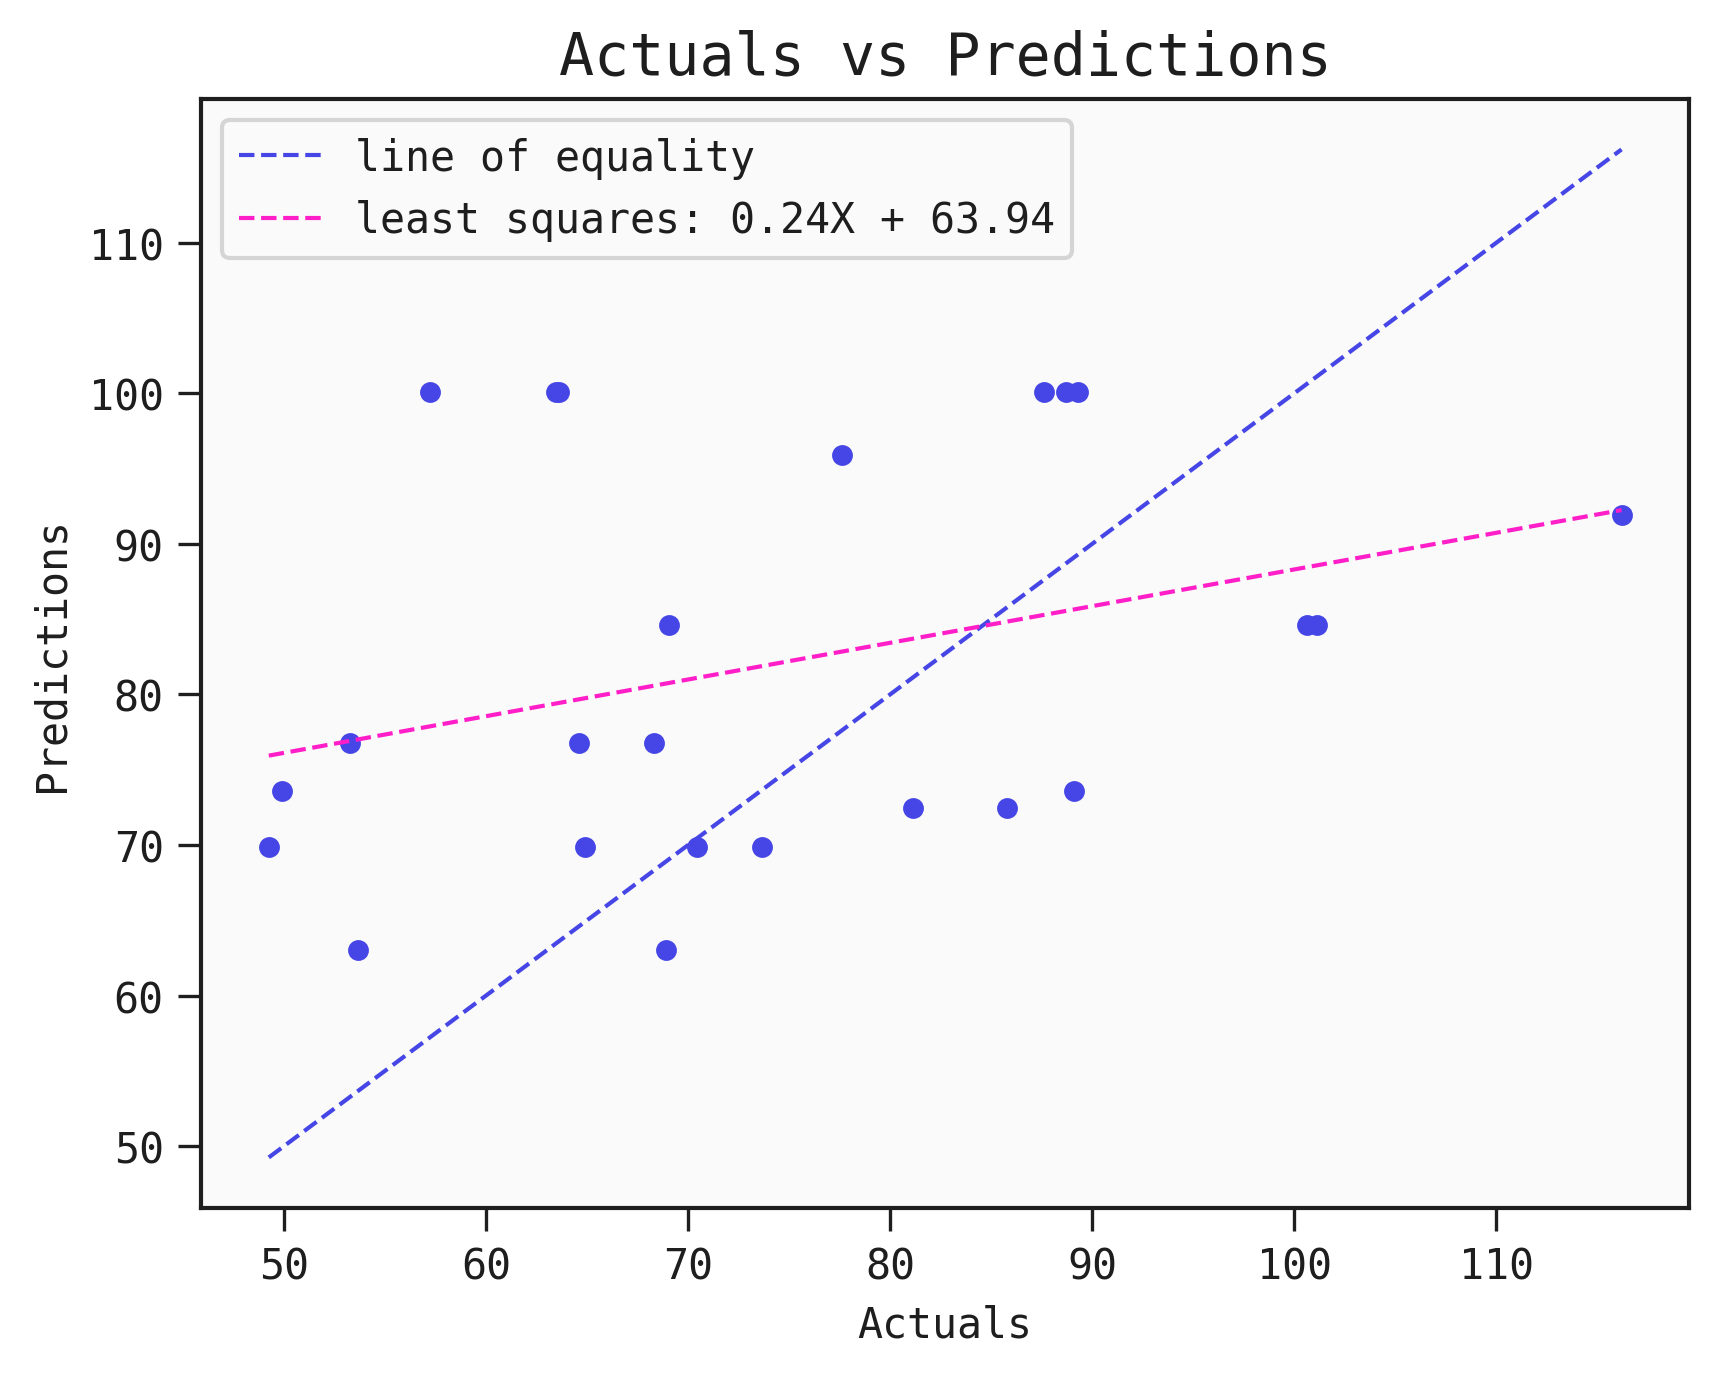 Actuals vs Predictions
line of equality
least squares: 0.24X + 63.94
110
100
90
80
70
60
50
Predictions
50 60 70 80 90 100 110
Actuals